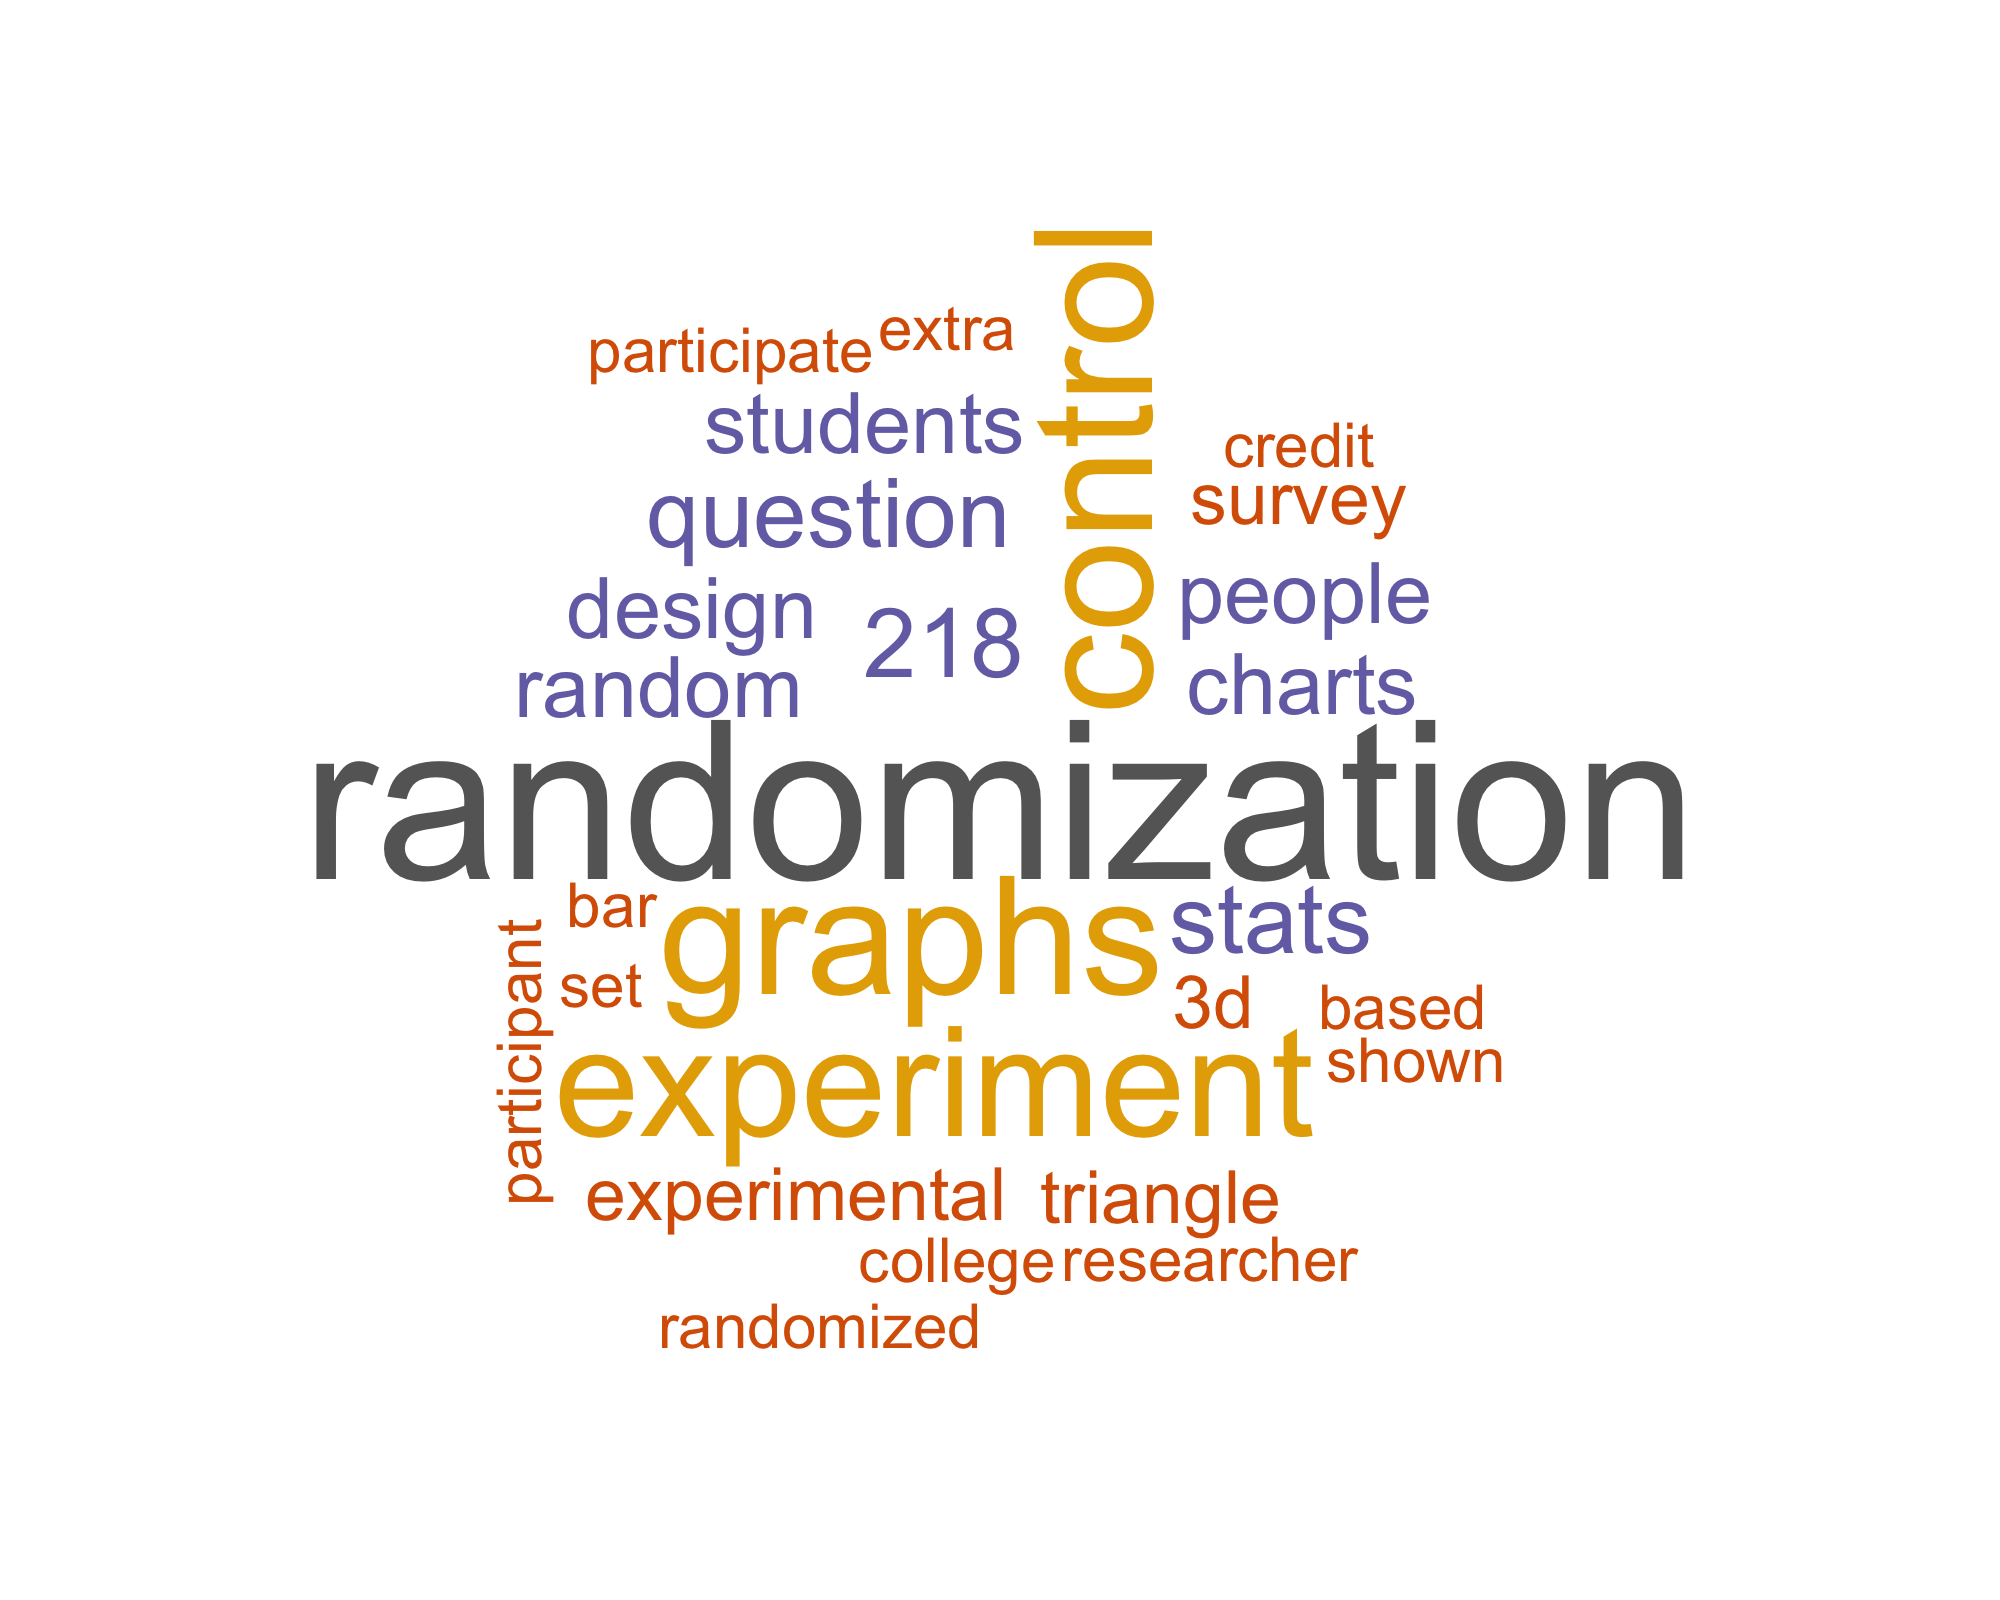 control
extra
participate
students
credit
survey
question
people
design
218
random
charts
randomization
bar
graphs
stats
participant
set
3d
based
shown
experiment
experimental
triangle
college
researcher
randomized